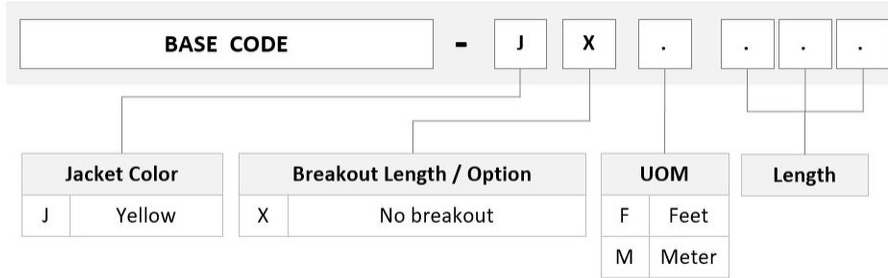 BASE CODE - J X . . . .
Jacket Color
J Yellow
Breakout Length / Option
X No breakout
UOM
F Feet
M Meter
Length